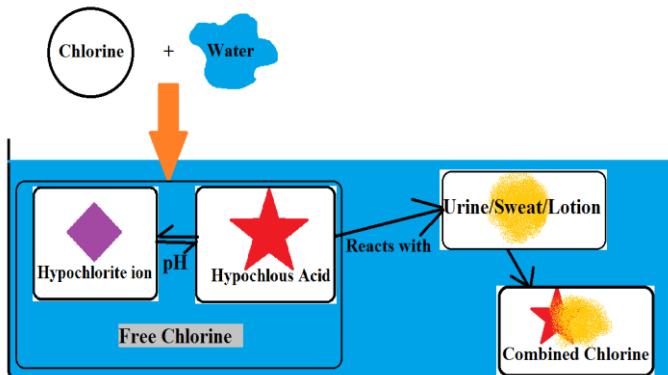 Chlorine + Water
Urine/Sweat/Lotion
Hypochlorite ion
pH
Hypochlous Acid
Reacts with
Free Chlorine
Combined Chlorine